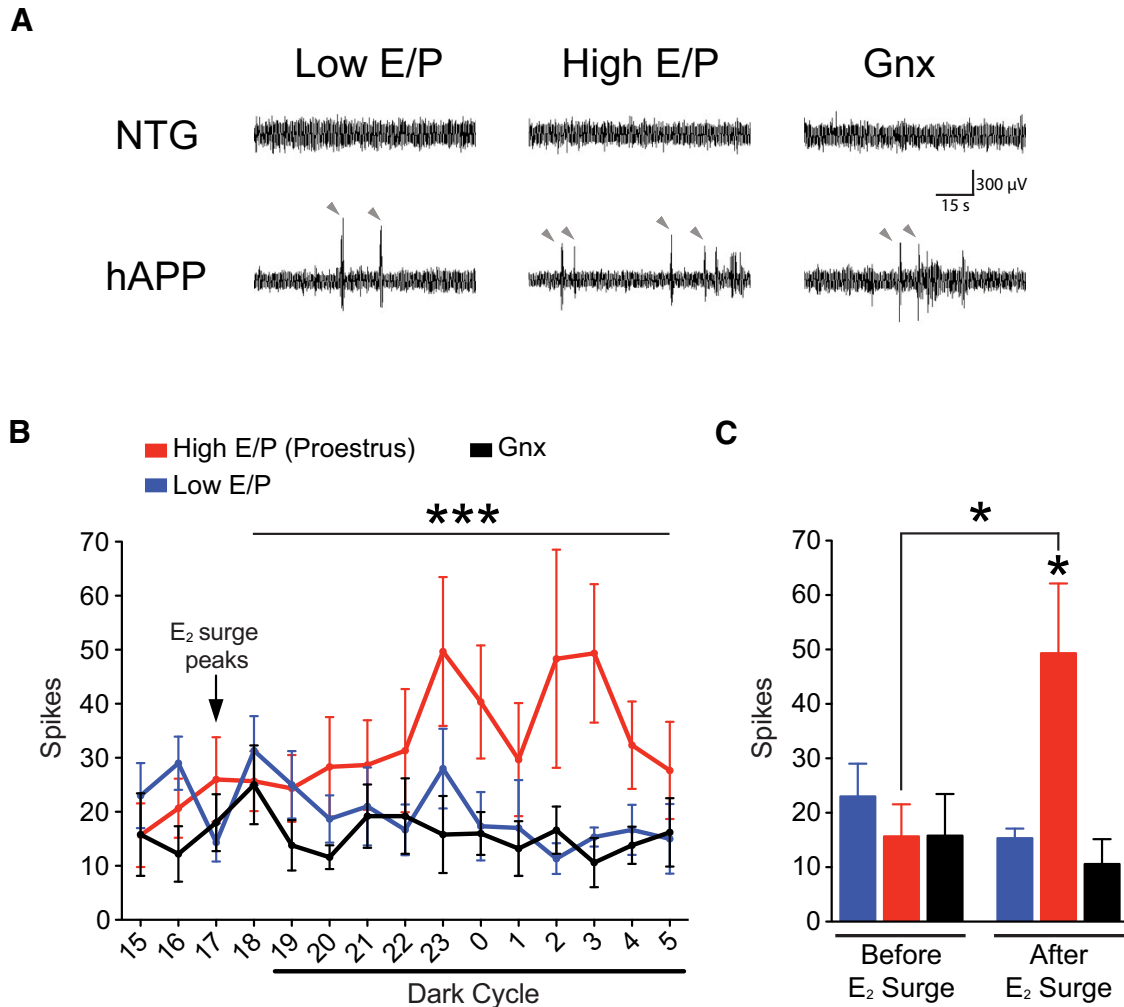 A
Low E/P
High E/P
Gnx
NTG
300 µV
15 s
hAPP
B
High E/P (Proestrus)
Gnx
Low E/P
***
70
60
50
40
30
20
10
0
Spikes
E₂ surge
peaks
15
16
17
18
19
20
21
22
23
0
1
2
3
4
5
Dark Cycle
C
*
*
70
60
50
40
30
20
10
0
Spikes
Before
E₂ Surge
After
E₂ Surge